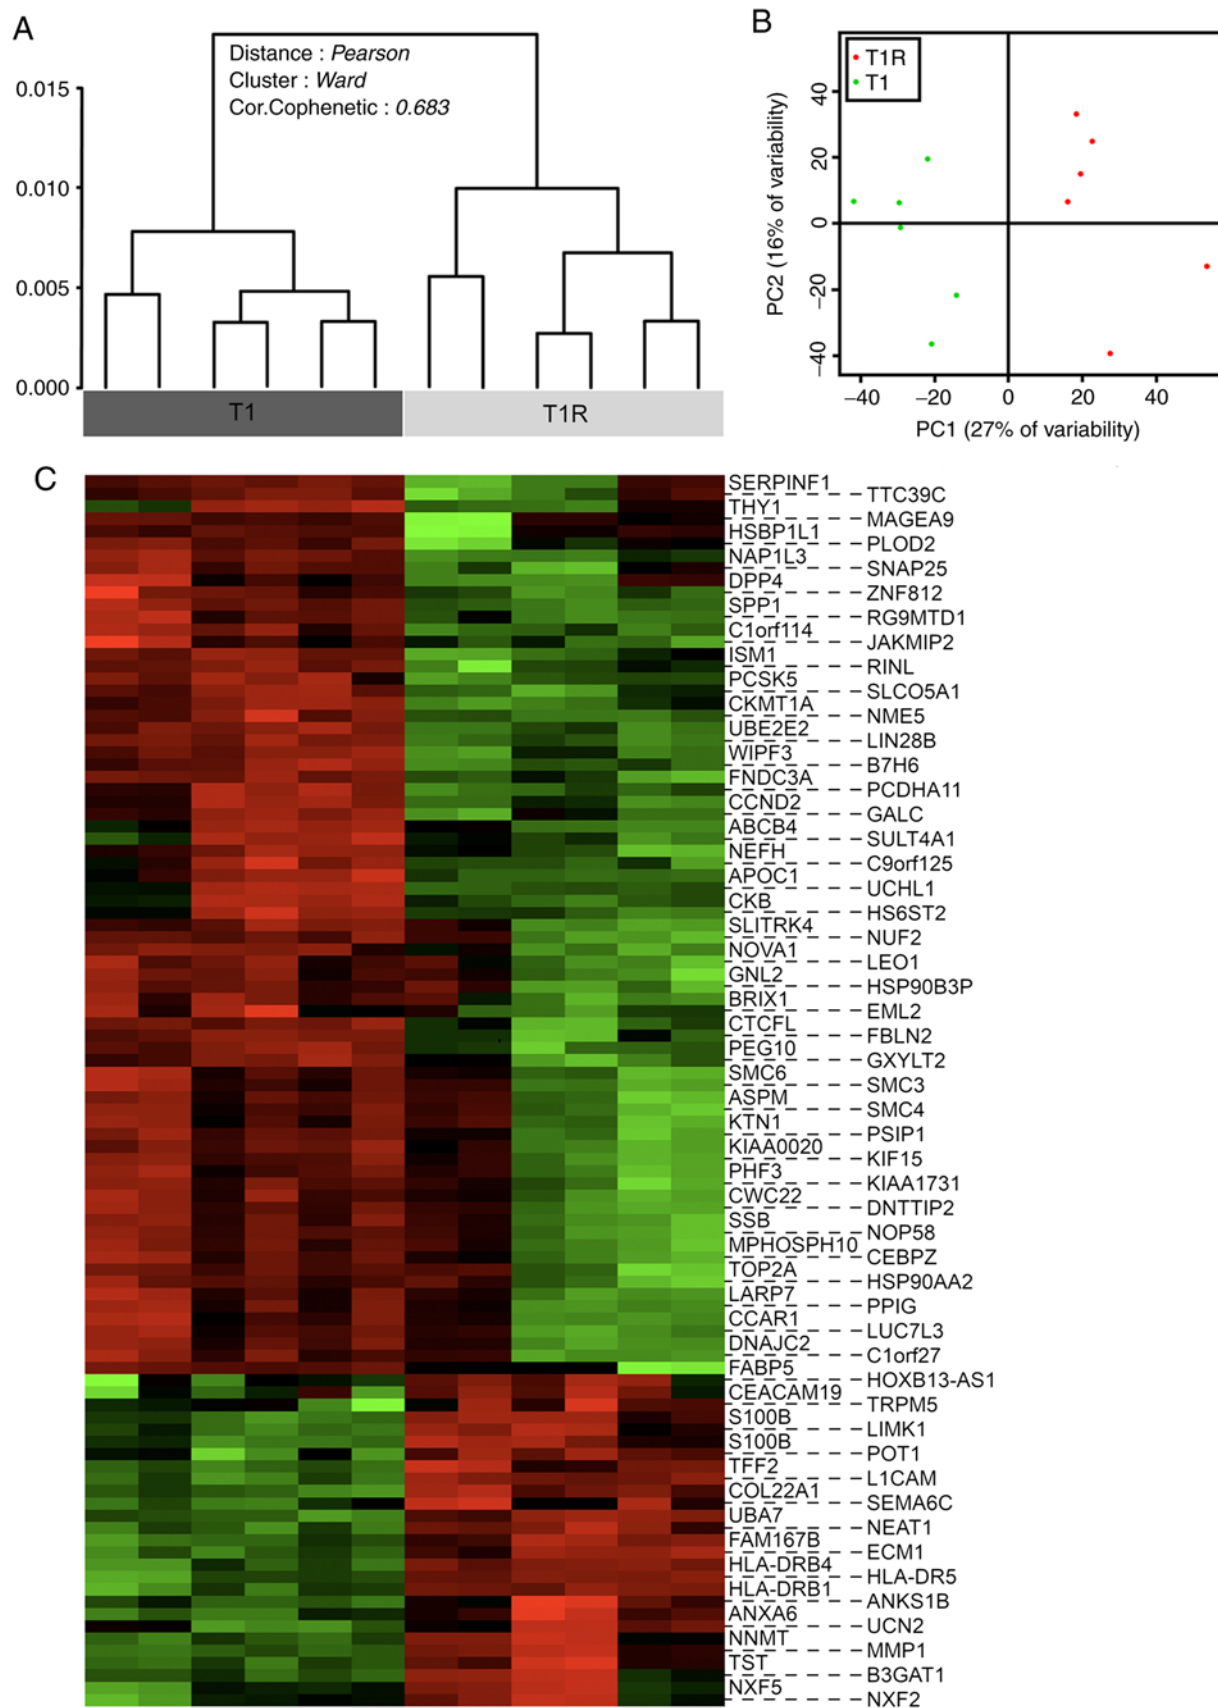 A
Distance : Pearson
Cluster : Ward
Cor.Cophenetic : 0.683
0.015
0.010
0.005
0.000
T1
T1R
B
T1R
T1
PC2 (16% of variability)
40
20
0
−20
−40
−40
−20
0
20
40
PC1 (27% of variability)
C
SERPINF1
TTC39C
THY1
MAGEA9
HSBP1L1
PLOD2
NAP1L3
SNAP25
DPP4
ZNF812
SPP1
RG9MTD1
C1orf114
JAKMIP2
ISM1
RINL
PCSK5
SLCO5A1
CKMT1A
NME5
UBE2E2
LIN28B
WIPF3
B7H6
FNDC3A
PCDHA11
CCND2
GALC
ABCB4
SULT4A1
NEFH
C9orf125
APOC1
UCHL1
CKB
HS6ST2
SLITRK4
NUF2
NOVA1
LEO1
GNL2
HSP90B3P
BRIX1
EML2
CTCFL
FBLN2
PEG10
GXYLT2
SMC6
SMC3
ASPM
SMC4
KTN1
PSIP1
KIAA0020
KIF15
PHF3
KIAA1731
CWC22
DNTTIP2
SSB
NOP58
MPHOSPH10
CEBPZ
TOP2A
HSP90AA2
LARP7
PPIG
CCAR1
LUC7L3
DNAJC2
C1orf27
FABP5
HOXB13-AS1
CEACAM19
TRPM5
S100B
LIMK1
S100B
POT1
TFF2
L1CAM
COL22A1
SEMA6C
UBA7
NEAT1
FAM167B
ECM1
HLA-DRB4
HLA-DR5
HLA-DRB1
ANKS1B
ANXA6
UCN2
NNMT
MMP1
TST
B3GAT1
NXF5
NXF2